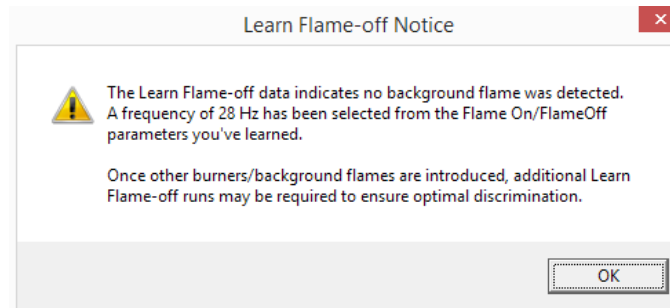 Learn Flame-off Notice
The Learn Flame-off data indicates no background flame was detected.
A frequency of 28 Hz has been selected from the Flame On/FlameOff
parameters you've learned.
Once other burners/background flames are introduced, additional Learn
Flame-off runs may be required to ensure optimal discrimination.
OK